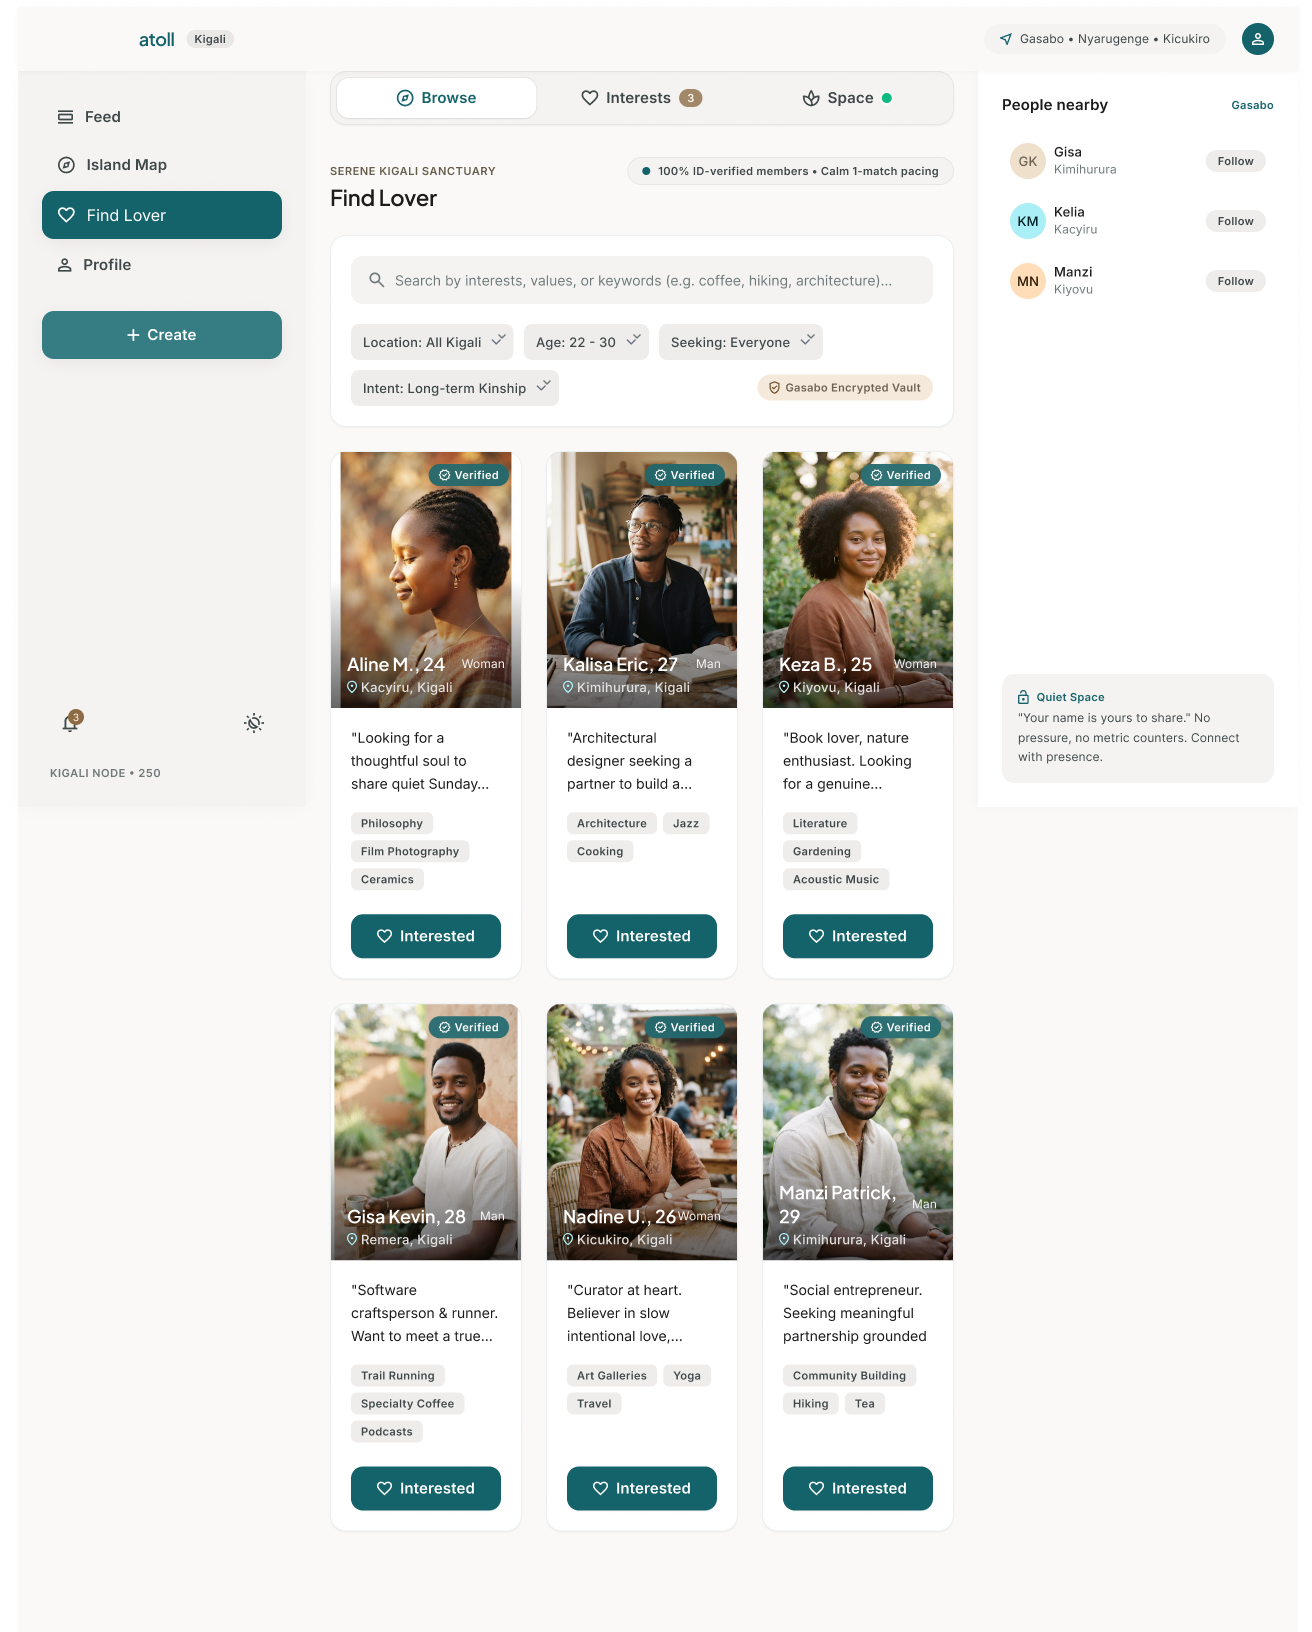 atoll
Kigali
Gasabo • Nyarugenge • Kicukiro
Feed
Island Map
Find Lover
Profile
+ Create
3
KIGALI NODE • 250
Browse
Interests 3
Space
SERENE KIGALI SANCTUARY
Find Lover
100% ID-verified members • Calm 1-match pacing
Search by interests, values, or keywords (e.g. coffee, hiking, architecture)...
Location: All Kigali
Age: 22 - 30
Seeking: Everyone
Intent: Long-term Kinship
Gasabo Encrypted Vault
Verified
Aline M., 24
Woman
Kacyiru, Kigali
"Looking for a
thoughtful soul to
share quiet Sunday...
Philosophy
Film Photography
Ceramics
Interested
Verified
Kalisa Eric, 27
Man
Kimihurura, Kigali
"Architectural
designer seeking a
partner to build a...
Architecture
Jazz
Cooking
Interested
Verified
Keza B., 25
Woman
Kiyovu, Kigali
"Book lover, nature
enthusiast. Looking
for a genuine...
Literature
Gardening
Acoustic Music
Interested
Verified
Gisa Kevin, 28
Man
Remera, Kigali
"Software
craftsperson & runner.
Want to meet a true...
Trail Running
Specialty Coffee
Podcasts
Interested
Verified
Nadine U., 26
Woman
Kicukiro, Kigali
"Curator at heart.
Believer in slow
intentional love,...
Art Galleries
Yoga
Travel
Interested
Verified
Manzi Patrick,
29
Man
Kimihurura, Kigali
"Social entrepreneur.
Seeking meaningful
partnership grounded
Community Building
Hiking
Tea
Interested
People nearby
Gasabo
GK
Gisa
Kimihurura
Follow
KM
Kelia
Kacyiru
Follow
MN
Manzi
Kiyovu
Follow
Quiet Space
"Your name is yours to share." No
pressure, no metric counters. Connect
with presence.